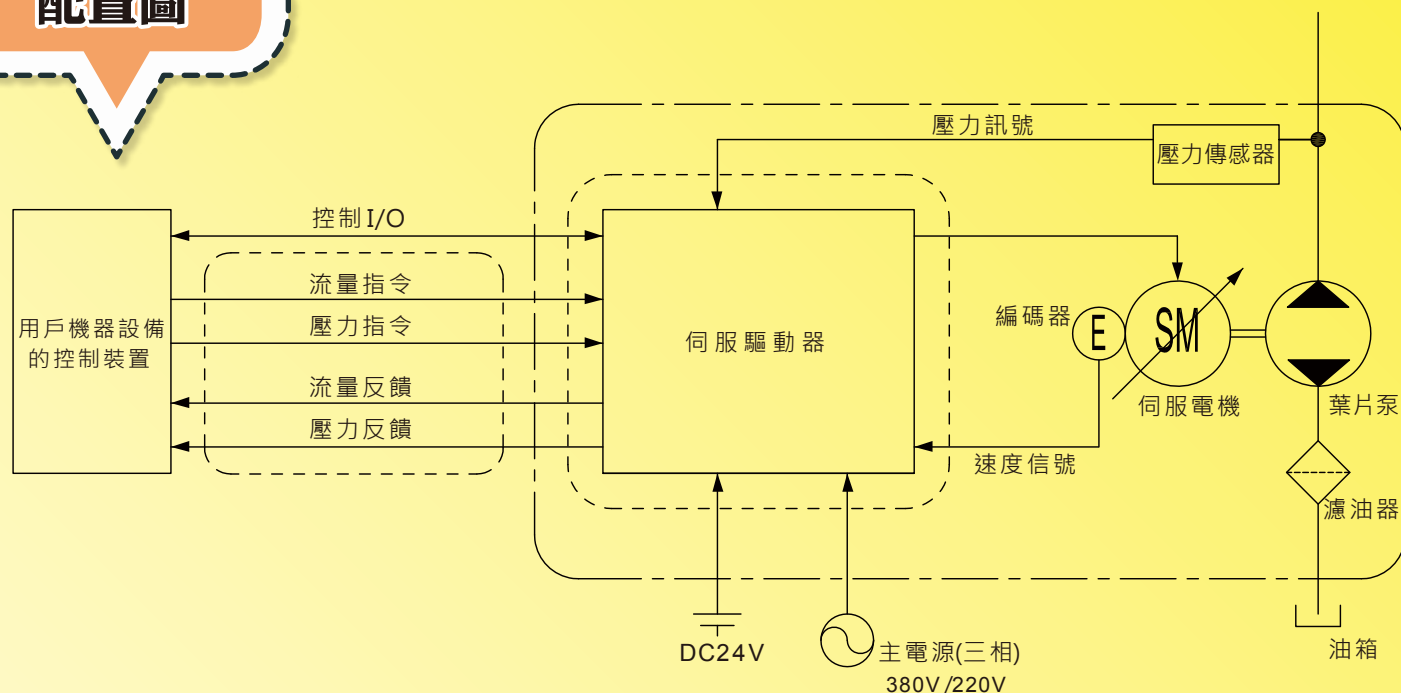 配置圖
壓力訊號
壓力傳感器
控制I/O
流量指令
壓力指令
流量反饋
壓力反饋
用戶機器設備
的控制裝置
伺服驅動器
編碼器
E
SM
伺服電機
葉片泵
速度信號
濾油器
DC24V
主電源(三相)
380V/220V
油箱